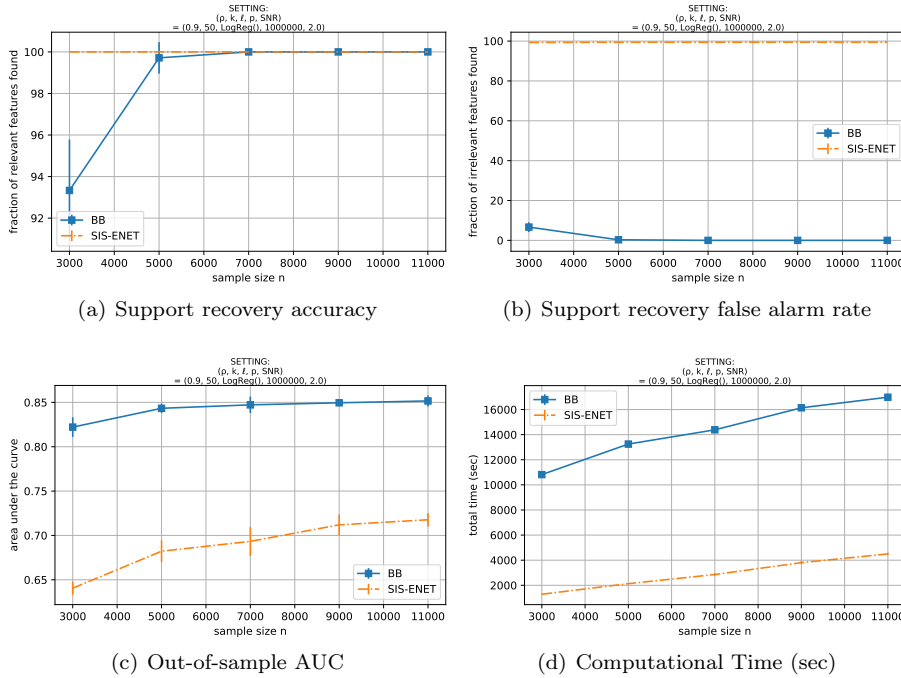 SETTING:
(ρ, k, ℓ, p, SNR)
= (0.9, 50, LogReg(), 1000000, 2.0)
100
98
96
94
92
fraction of relevant features found
BB
SIS-ENET
3000 4000 5000 6000 7000 8000 9000 10000 11000
sample size n
(a) Support recovery accuracy
SETTING:
(ρ, k, ℓ, p, SNR)
= (0.9, 50, LogReg(), 1000000, 2.0)
100
80
60
40
20
0
fraction of irrelevant features found
BB
SIS-ENET
3000 4000 5000 6000 7000 8000 9000 10000 11000
sample size n
(b) Support recovery false alarm rate
SETTING:
(ρ, k, ℓ, p, SNR)
= (0.9, 50, LogReg(), 1000000, 2.0)
0.85
0.80
0.75
0.70
0.65
area under the curve
BB
SIS-ENET
3000 4000 5000 6000 7000 8000 9000 10000 11000
sample size n
(c) Out-of-sample AUC
SETTING:
(ρ, k, ℓ, p, SNR)
= (0.9, 50, LogReg(), 1000000, 2.0)
16000
14000
12000
10000
8000
6000
4000
2000
total time (sec)
BB
SIS-ENET
3000 4000 5000 6000 7000 8000 9000 10000 11000
sample size n
(d) Computational Time (sec)